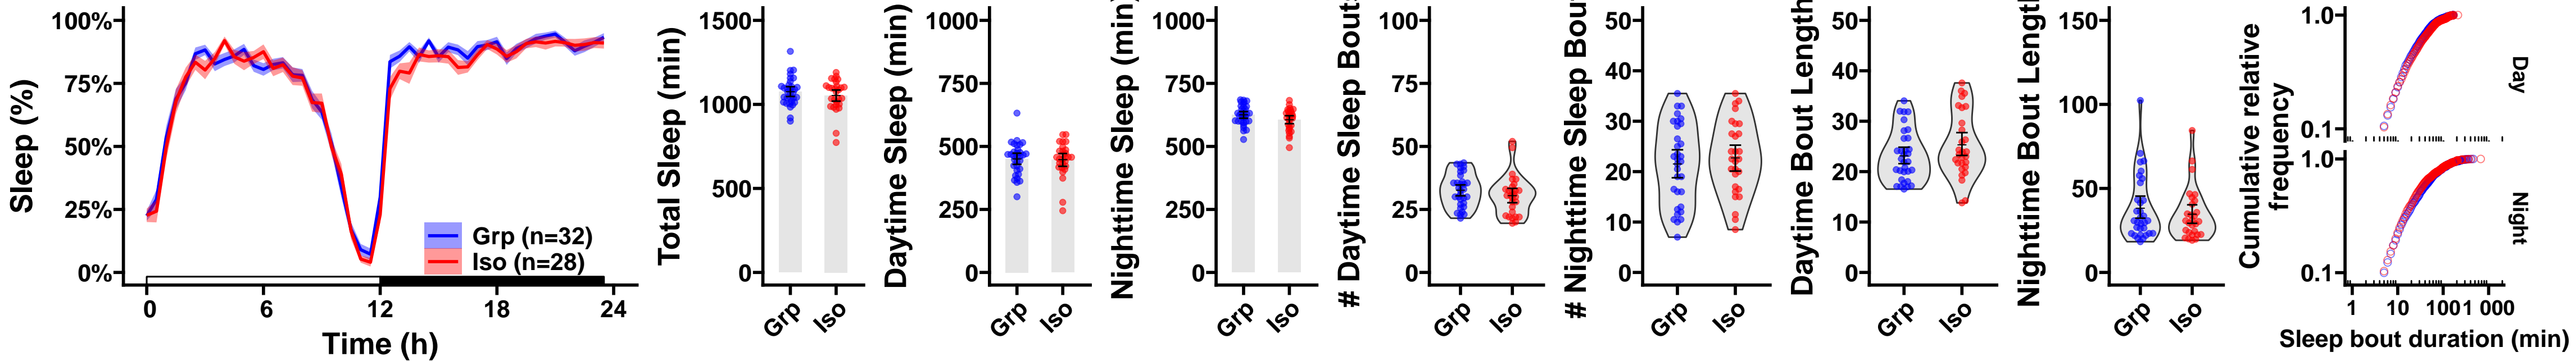 Sleep (%)
100%
75%
50%
25%
0%
Grp (n=32)
Iso (n=28)
0 6 12 18 24
Time (h)
Total Sleep (min)
1500
1000
500
0
Grp Iso
Daytime Sleep (min)
1000
750
500
250
0
Grp Iso
Nighttime Sleep (min)
1000
750
500
250
0
Grp Iso
# Daytime Sleep Bouts
100
75
50
25
0
Grp Iso
# Nighttime Sleep Bou
50
40
30
20
10
0
Grp Iso
Daytime Bout Length
50
40
30
20
10
0
Grp Iso
Nighttime Bout Length
150
100
50
0
Grp Iso
Cumulative relative
frequency
1.0
0.1
Day
1.0
0.1
Night
1 10 100 1 000
Sleep bout duration (min)